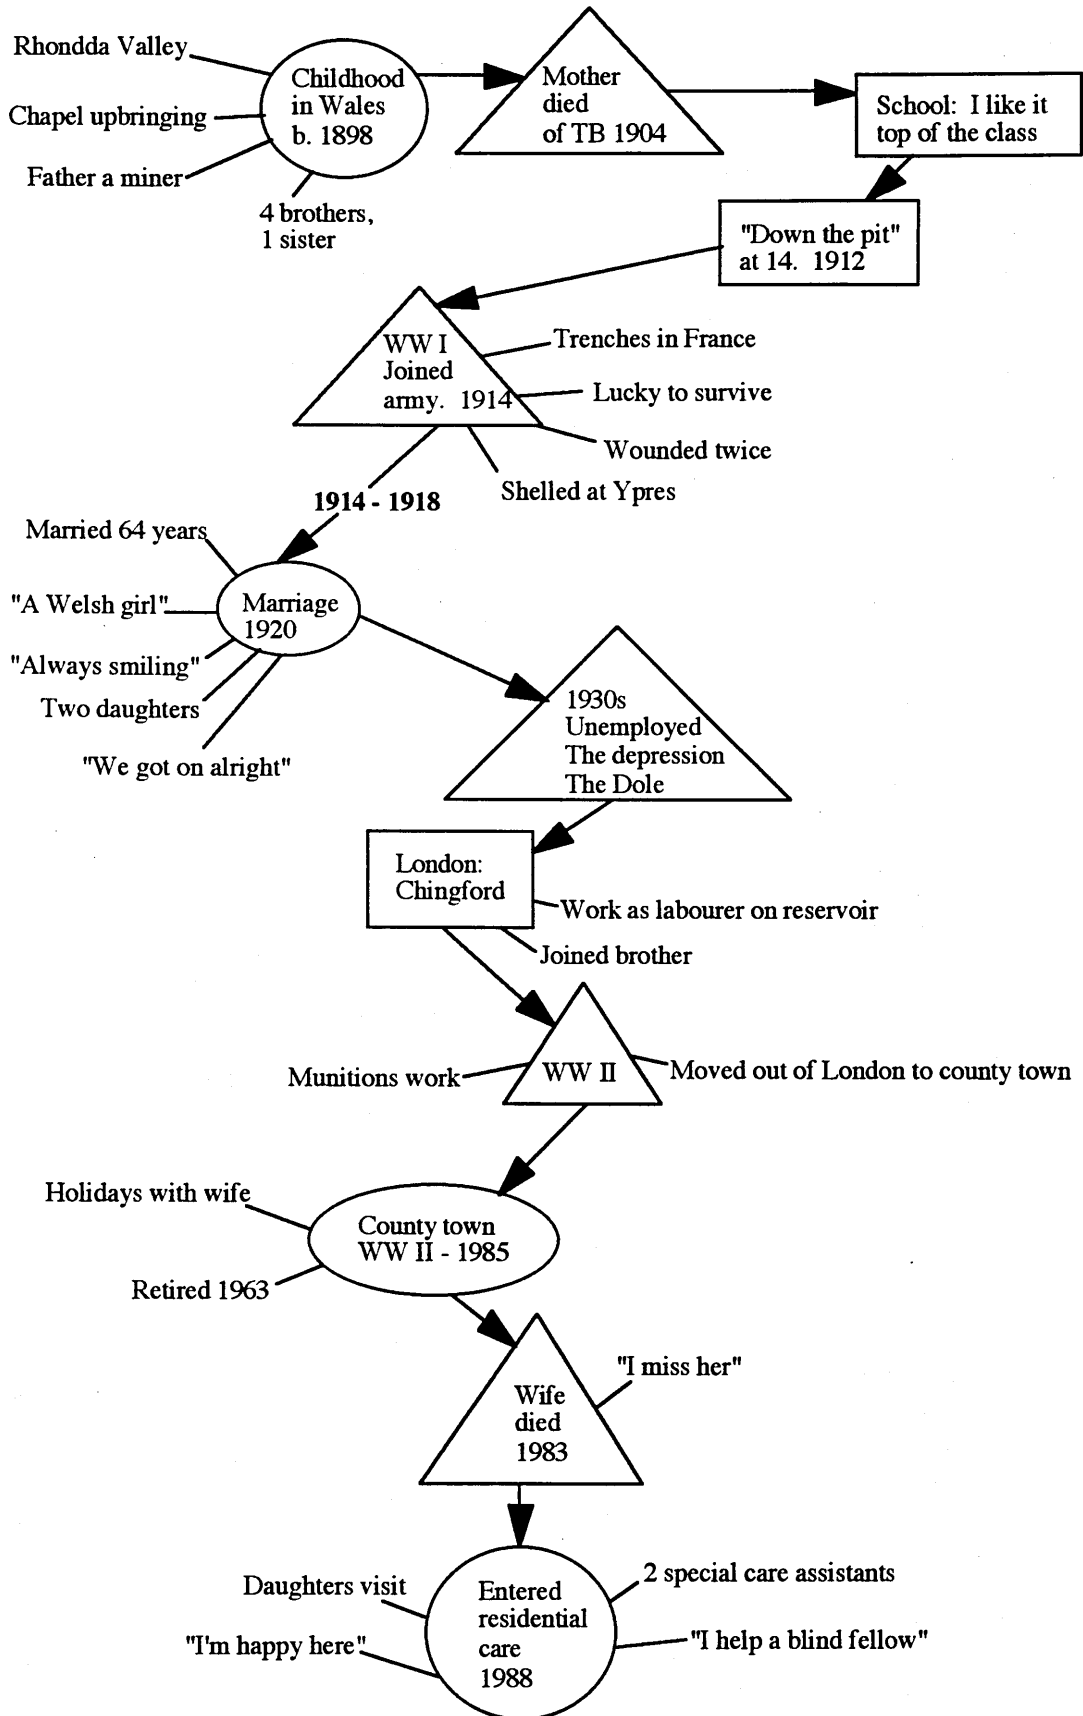 Rhondda Valley
Chapel upbringing
Father a miner
4 brothers,
1 sister
Childhood
in Wales
b. 1898
Mother
died
of TB 1904
School:  I like it
top of the class
"Down the pit"
at 14.  1912
WW I
Joined
army.  1914
Trenches in France
Lucky to survive
Wounded twice
Shelled at Ypres
1914 - 1918
Married 64 years
"A Welsh girl"
"Always smiling"
Two daughters
"We got on alright"
Marriage
1920
1930s
Unemployed
The depression
The Dole
London:
Chingford
Work as labourer on reservoir
Joined brother
Munitions work
WW II
Moved out of London to county town
Holidays with wife
Retired 1963
County town
WW II - 1985
Wife
died
1983
"I miss her"
Daughters visit
"I'm happy here"
Entered
residential
care
1988
2 special care assistants
"I help a blind fellow"